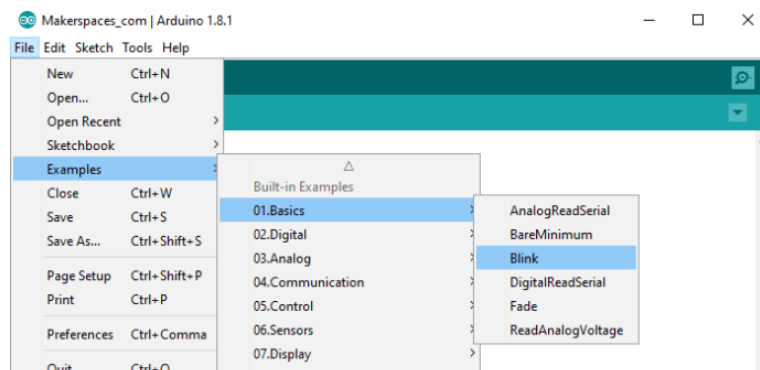 Makerspaces_com | Arduino 1.8.1
File Edit Sketch Tools Help
New Ctrl+N
Open... Ctrl+O
Open Recent
Sketchbook
Examples
Close Ctrl+W
Save Ctrl+S
Save As... Ctrl+Shift+S
Page Setup Ctrl+Shift+P
Print Ctrl+P
Preferences Ctrl+Comma
Quit Ctrl+Q
Built-in Examples
01.Basics
02.Digital
03.Analog
04.Communication
05.Control
06.Sensors
07.Display
AnalogReadSerial
BareMinimum
Blink
DigitalReadSerial
Fade
ReadAnalogVoltage